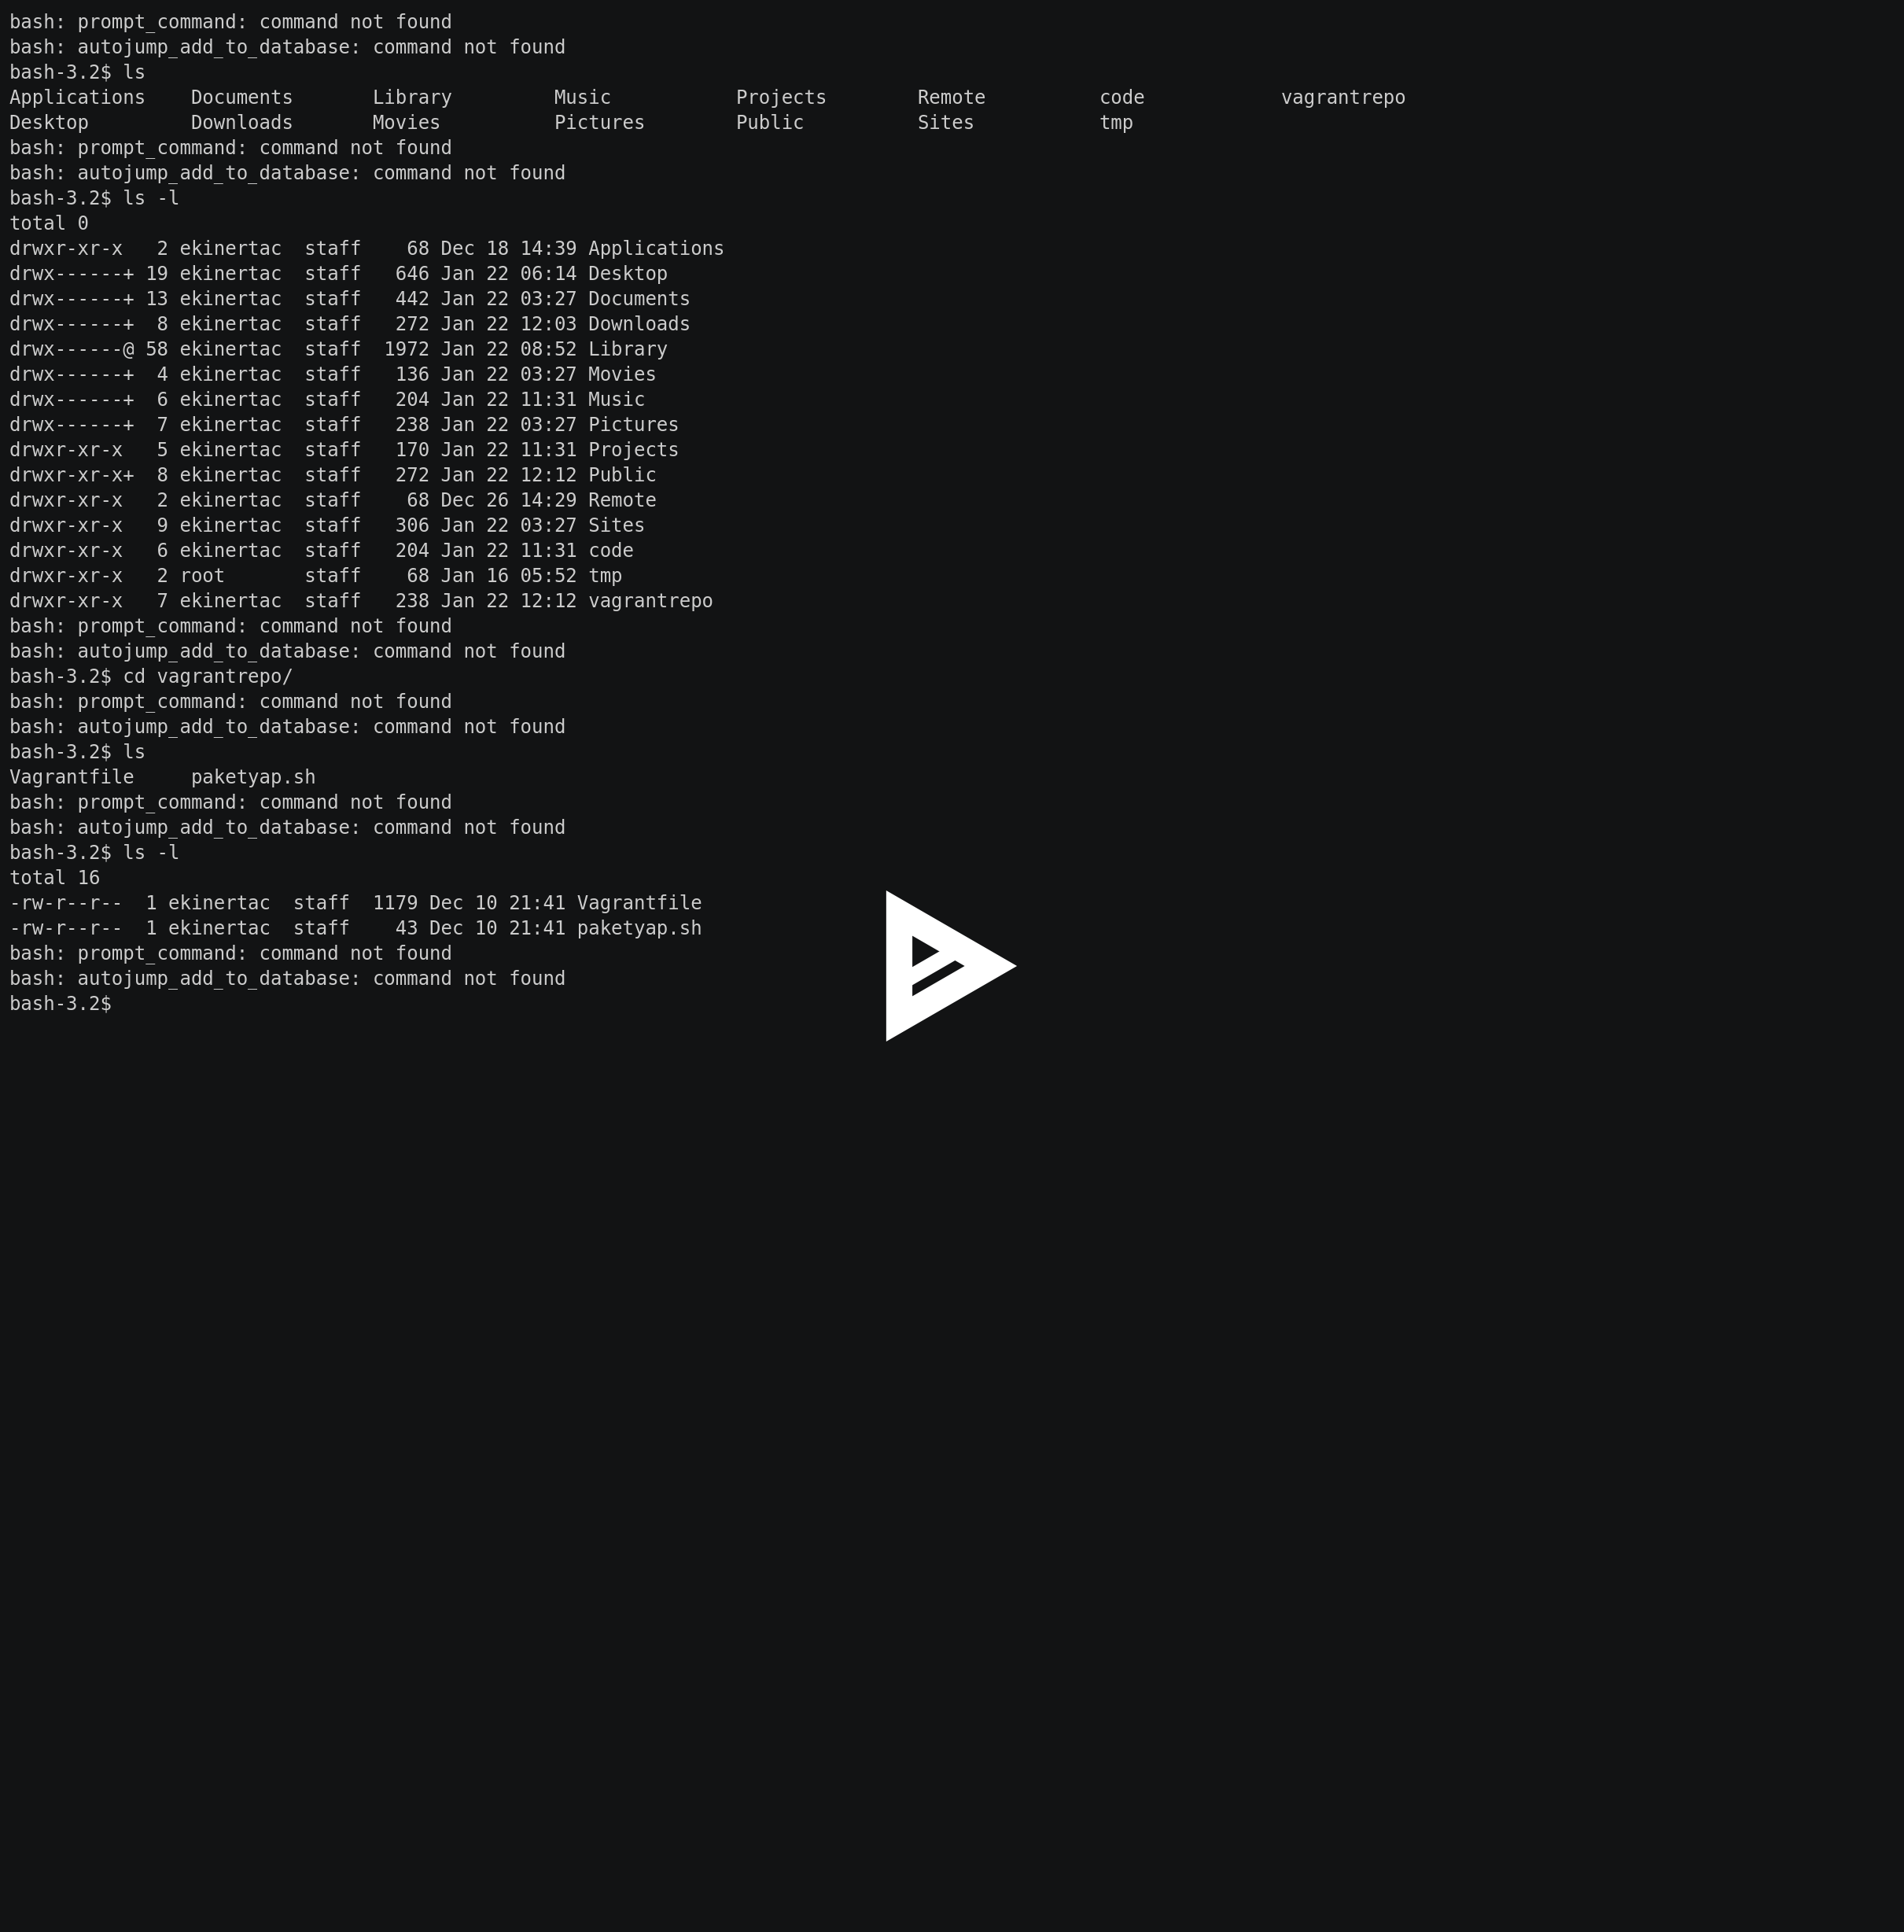 bash: prompt_command: command not found
bash: autojump_add_to_database: command not found
bash-3.2$ ls
Applications    Documents       Library         Music           Projects        Remote          code            vagrantrepo
Desktop         Downloads       Movies          Pictures        Public          Sites           tmp
bash: prompt_command: command not found
bash: autojump_add_to_database: command not found
bash-3.2$ ls -l
total 0
drwxr-xr-x   2 ekinertac  staff    68 Dec 18 14:39 Applications
drwx------+ 19 ekinertac  staff   646 Jan 22 06:14 Desktop
drwx------+ 13 ekinertac  staff   442 Jan 22 03:27 Documents
drwx------+  8 ekinertac  staff   272 Jan 22 12:03 Downloads
drwx------@ 58 ekinertac  staff  1972 Jan 22 08:52 Library
drwx------+  4 ekinertac  staff   136 Jan 22 03:27 Movies
drwx------+  6 ekinertac  staff   204 Jan 22 11:31 Music
drwx------+  7 ekinertac  staff   238 Jan 22 03:27 Pictures
drwxr-xr-x   5 ekinertac  staff   170 Jan 22 11:31 Projects
drwxr-xr-x+  8 ekinertac  staff   272 Jan 22 12:12 Public
drwxr-xr-x   2 ekinertac  staff    68 Dec 26 14:29 Remote
drwxr-xr-x   9 ekinertac  staff   306 Jan 22 03:27 Sites
drwxr-xr-x   6 ekinertac  staff   204 Jan 22 11:31 code
drwxr-xr-x   2 root       staff    68 Jan 16 05:52 tmp
drwxr-xr-x   7 ekinertac  staff   238 Jan 22 12:12 vagrantrepo
bash: prompt_command: command not found
bash: autojump_add_to_database: command not found
bash-3.2$ cd vagrantrepo/
bash: prompt_command: command not found
bash: autojump_add_to_database: command not found
bash-3.2$ ls
Vagrantfile     paketyap.sh
bash: prompt_command: command not found
bash: autojump_add_to_database: command not found
bash-3.2$ ls -l
total 16
-rw-r--r--  1 ekinertac  staff  1179 Dec 10 21:41 Vagrantfile
-rw-r--r--  1 ekinertac  staff    43 Dec 10 21:41 paketyap.sh
bash: prompt_command: command not found
bash: autojump_add_to_database: command not found
bash-3.2$